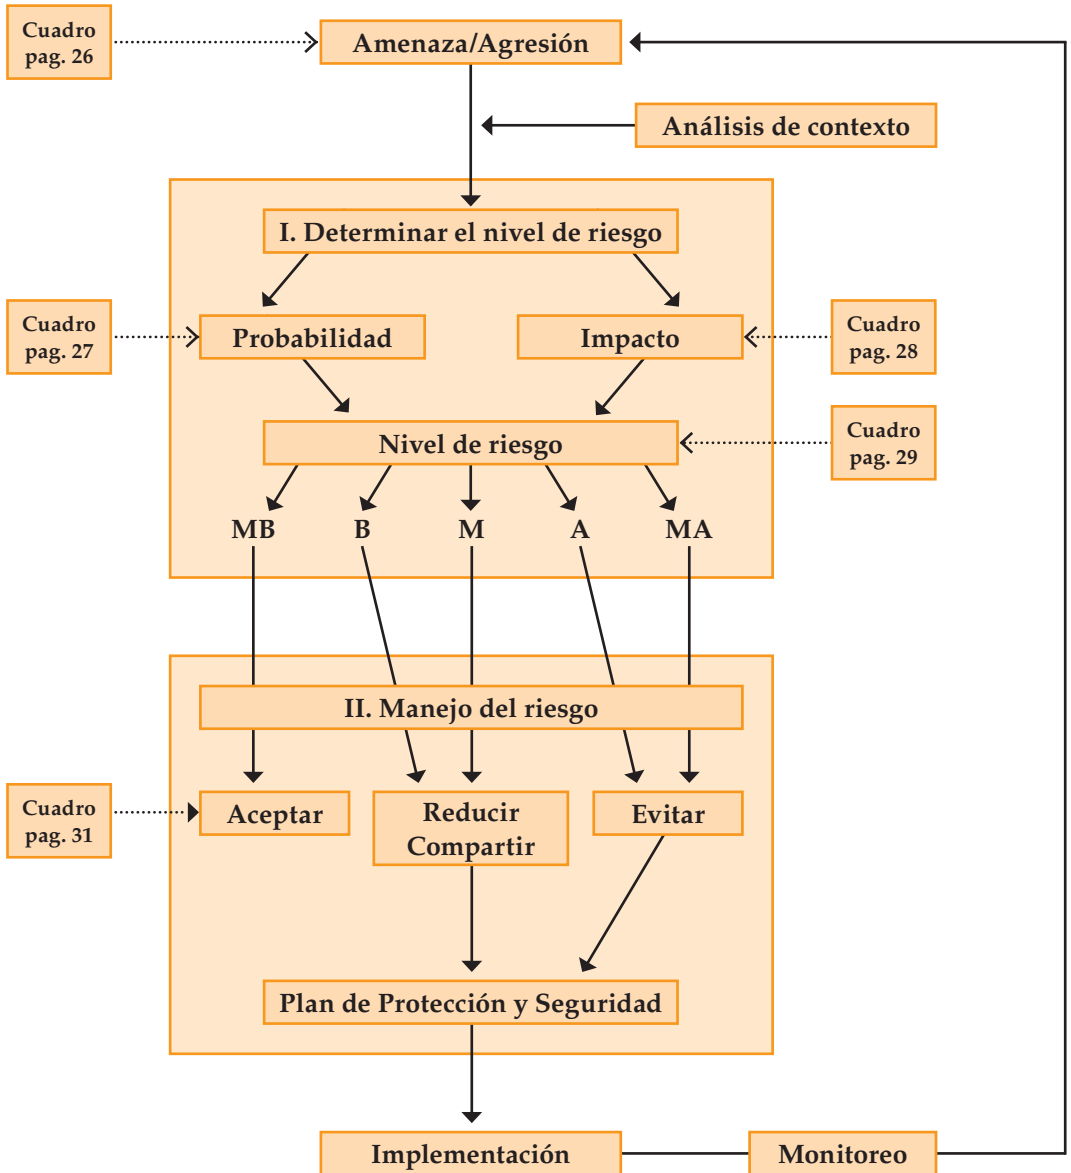 Cuadro
pag. 26
Amenaza/Agresión
Análisis de contexto
I. Determinar el nivel de riesgo
Cuadro
pag. 27
Probabilidad
Impacto
Cuadro
pag. 28
Nivel de riesgo
Cuadro
pag. 29
MB
B
M
A
MA
II. Manejo del riesgo
Cuadro
pag. 31
Aceptar
Reducir
Compartir
Evitar
Plan de Protección y Seguridad
Implementación
Monitoreo